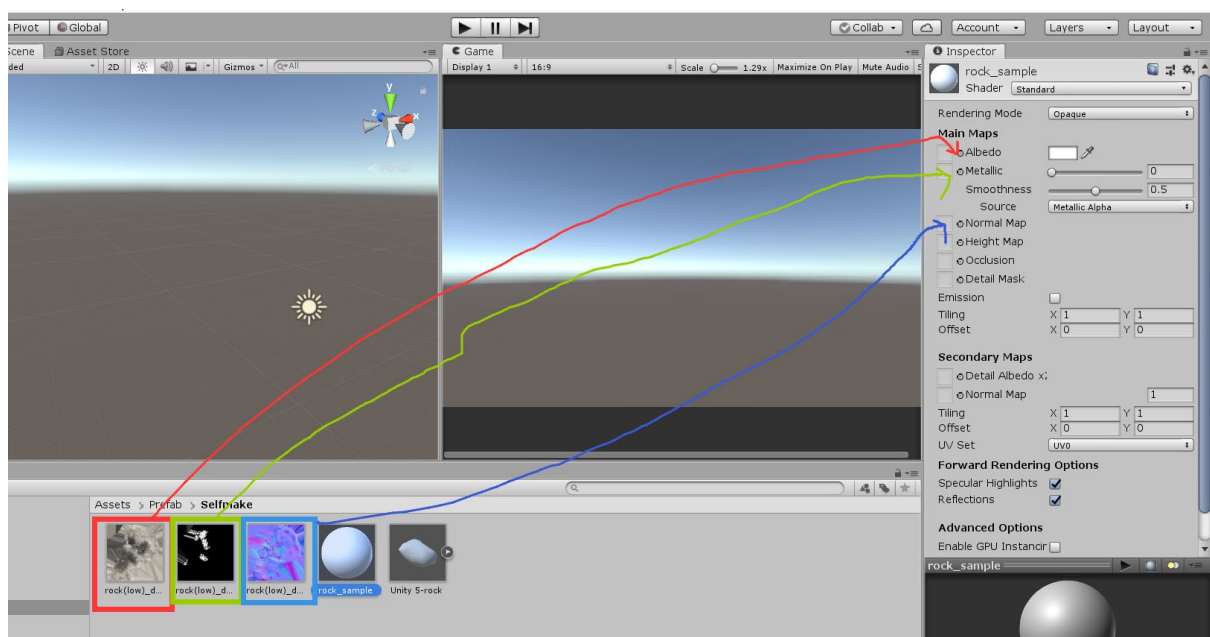 Pivot Global Collab Account Layers Layout
Scene Asset Store Game Inspector
2D Gizmos All Display 1 16:9 Scale 1.29x Maximize On Play Mute Audio S
rock_sample
Shader Standard
Rendering Mode Opaque
Main Maps
Albedo
Metallic 0
Smoothness 0.5
Source Metallic Alpha
Normal Map
Height Map
Occlusion
Detail Mask
Emission
Tiling X 1 Y 1
Offset X 0 Y 0
Secondary Maps
Detail Albedo x
Normal Map 1
Tiling X 1 Y 1
Offset X 0 Y 0
UV Set UV0
Forward Rendering Options
Specular Highlights
Reflections
Advanced Options
Enable GPU Instancir
rock_sample
y
z x
Assets > Prefab > Selfmake
rock(low)_d... rock(low)_d... rock(low)_d... rock_sample Unity 5-rock